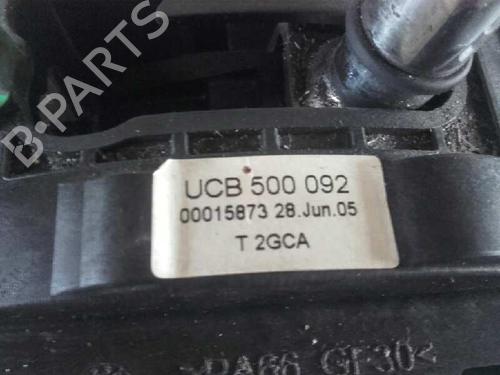 B-PARTS
UCB 500 092
00015873 28.Jun.05
T 2GCA
>PA66 GF30<